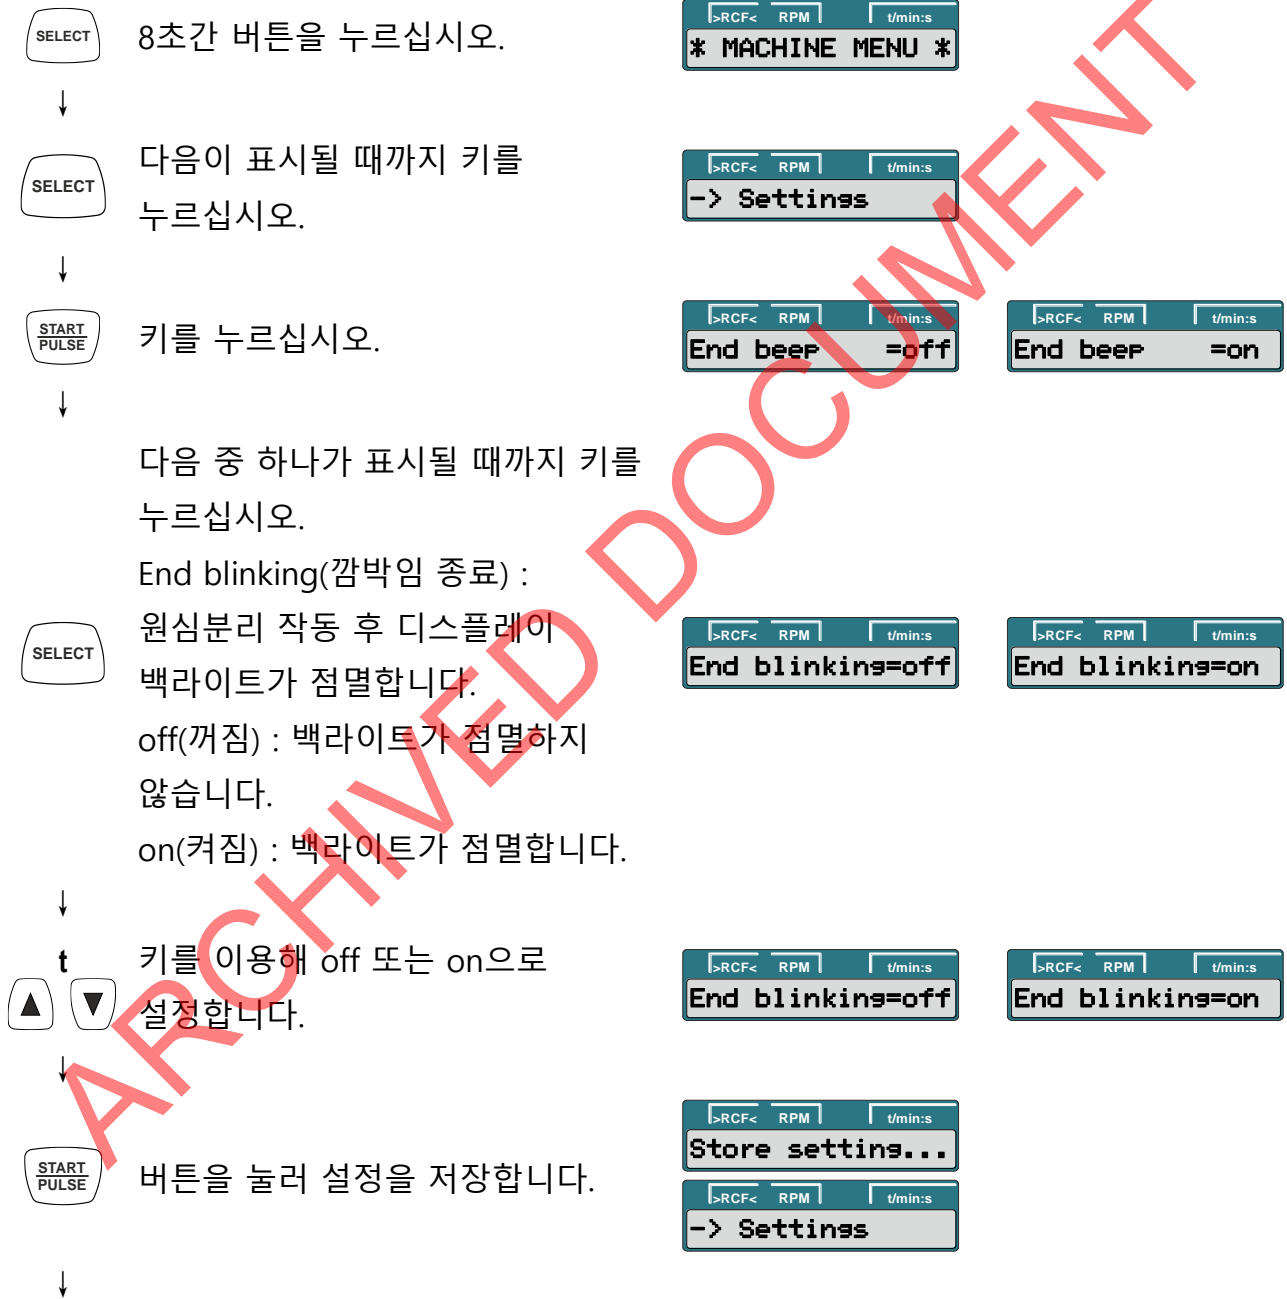 SELECT
8초간 버튼을 누르십시오.
>RCF< RPM t/min:s
* MACHINE MENU *
↓
SELECT
다음이 표시될 때까지 키를
누르십시오.
>RCF< RPM t/min:s
-> Settings
↓
START
PULSE
키를 누르십시오.
>RCF< RPM t/min:s
End beep =off
>RCF< RPM t/min:s
End beep =on
↓
다음 중 하나가 표시될 때까지 키를
누르십시오.
End blinking(깜박임 종료) :
원심분리 작동 후 디스플레이
백라이트가 점멸합니다.
off(꺼짐) : 백라이트가 점멸하지
않습니다.
on(켜짐) : 백라이트가 점멸합니다.
SELECT
>RCF< RPM t/min:s
End blinking=off
>RCF< RPM t/min:s
End blinking=on
↓
t
키를 이용해 off 또는 on으로
설정합니다.
>RCF< RPM t/min:s
End blinking=off
>RCF< RPM t/min:s
End blinking=on
↓
START
PULSE
버튼을 눌러 설정을 저장합니다.
>RCF< RPM t/min:s
Store setting...
>RCF< RPM t/min:s
-> Settings
↓
ARCHIVED DOCUMENT